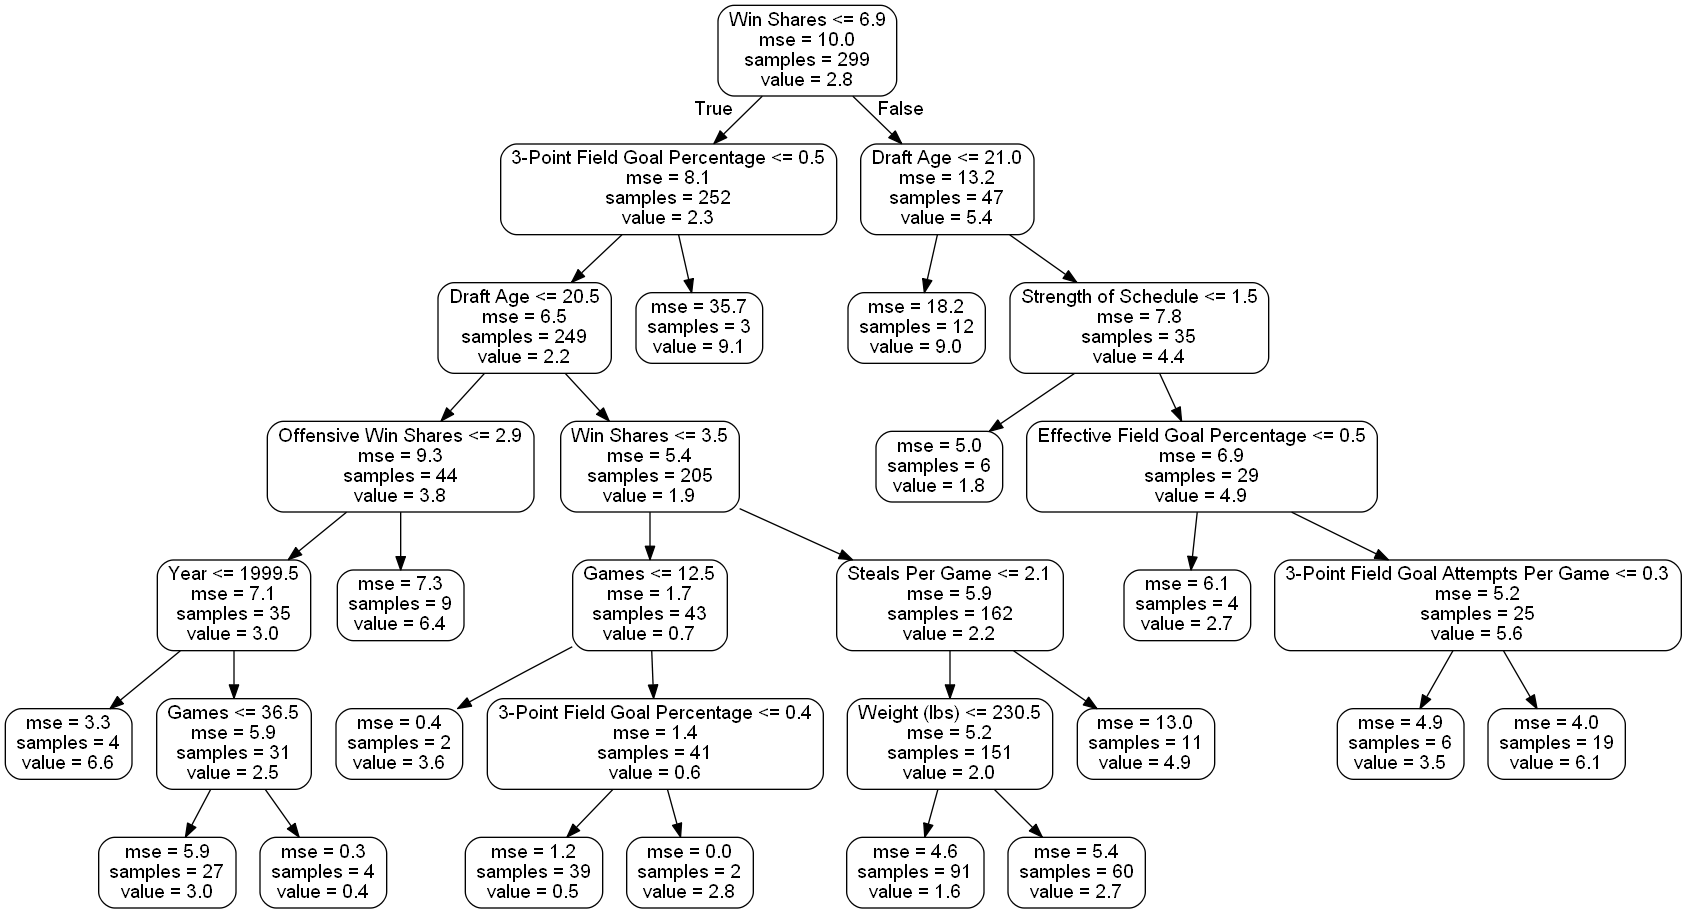 Win Shares <= 6.9
mse = 10.0
samples = 299
value = 2.8
True
False
3-Point Field Goal Percentage <= 0.5
mse = 8.1
samples = 252
value = 2.3
Draft Age <= 21.0
mse = 13.2
samples = 47
value = 5.4
Draft Age <= 20.5
mse = 6.5
samples = 249
value = 2.2
mse = 35.7
samples = 3
value = 9.1
mse = 18.2
samples = 12
value = 9.0
Strength of Schedule <= 1.5
mse = 7.8
samples = 35
value = 4.4
Offensive Win Shares <= 2.9
mse = 9.3
samples = 44
value = 3.8
Win Shares <= 3.5
mse = 5.4
samples = 205
value = 1.9
mse = 5.0
samples = 6
value = 1.8
Effective Field Goal Percentage <= 0.5
mse = 6.9
samples = 29
value = 4.9
Year <= 1999.5
mse = 7.1
samples = 35
value = 3.0
mse = 7.3
samples = 9
value = 6.4
Games <= 12.5
mse = 1.7
samples = 43
value = 0.7
Steals Per Game <= 2.1
mse = 5.9
samples = 162
value = 2.2
mse = 6.1
samples = 4
value = 2.7
3-Point Field Goal Attempts Per Game <= 0.3
mse = 5.2
samples = 25
value = 5.6
mse = 3.3
samples = 4
value = 6.6
Games <= 36.5
mse = 5.9
samples = 31
value = 2.5
mse = 0.4
samples = 2
value = 3.6
3-Point Field Goal Percentage <= 0.4
mse = 1.4
samples = 41
value = 0.6
Weight (lbs) <= 230.5
mse = 5.2
samples = 151
value = 2.0
mse = 13.0
samples = 11
value = 4.9
mse = 4.9
samples = 6
value = 3.5
mse = 4.0
samples = 19
value = 6.1
mse = 5.9
samples = 27
value = 3.0
mse = 0.3
samples = 4
value = 0.4
mse = 1.2
samples = 39
value = 0.5
mse = 0.0
samples = 2
value = 2.8
mse = 4.6
samples = 91
value = 1.6
mse = 5.4
samples = 60
value = 2.7